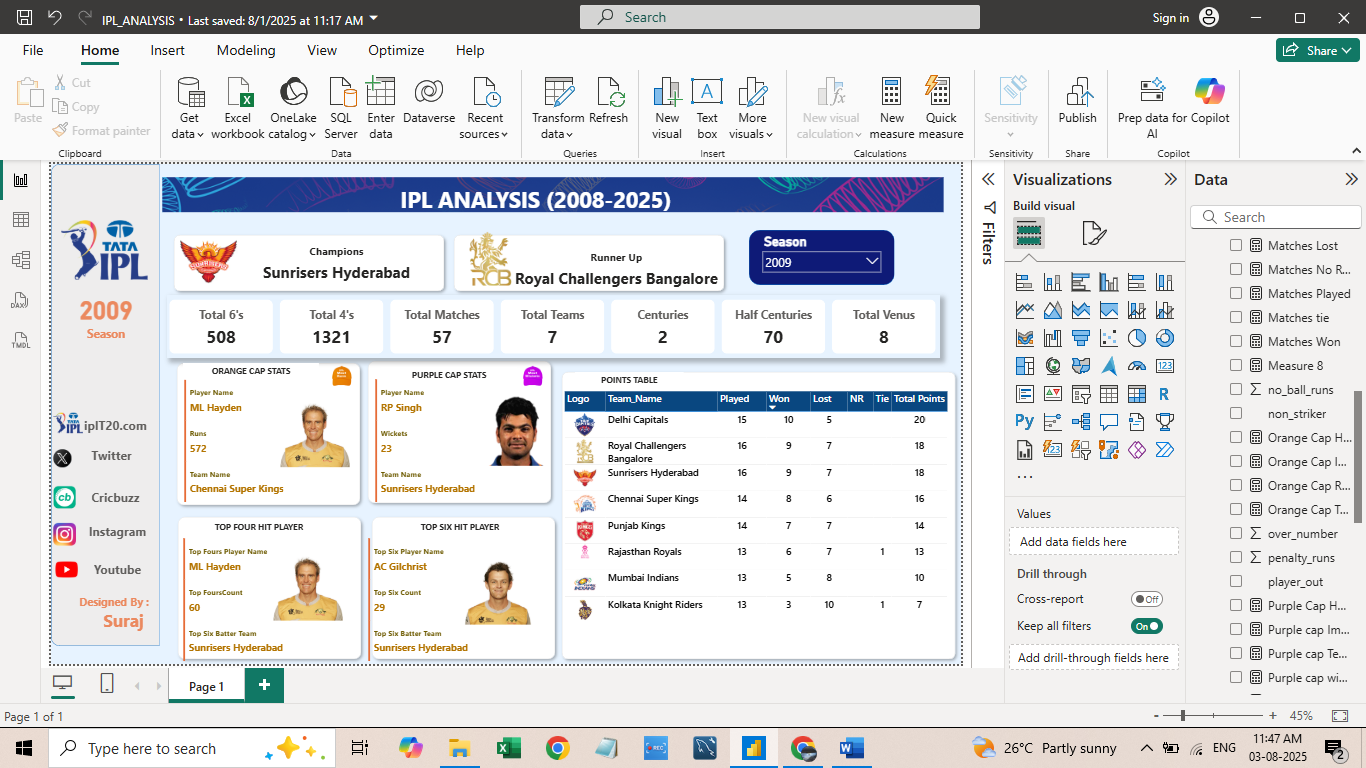 IPL_ANALYSIS • Last saved: 8/1/2025 at 11:17 AM
Search
Sign in
File Home Insert Modeling View Optimize Help
Share
Paste
Cut
Copy
Format painter
Clipboard
Get data
Excel workbook
OneLake catalog
SQL Server
Enter data
Dataverse
Recent sources
Data
Transform data
Refresh
Queries
New visual
Text box
More visuals
Insert
New visual calculation
New measure
Quick measure
Calculations
Sensitivity
Sensitivity
Publish
Share
Prep data for AI
Copilot
Copilot
TATA
IPL
2009
Season
iplT20.com
Twitter
Cricbuzz
Instagram
Youtube
Designed By :
Suraj
IPL ANALYSIS (2008-2025)
Champions
Sunrisers Hyderabad
Runner Up
Royal Challengers Bangalore
Season
2009
Total 6's
508
Total 4's
1321
Total Matches
57
Total Teams
7
Centuries
2
Half Centuries
70
Total Venus
8
ORANGE CAP STATS
Player Name
ML Hayden
Runs
572
Team Name
Chennai Super Kings
PURPLE CAP STATS
Player Name
RP Singh
Wickets
23
Team Name
Sunrisers Hyderabad
TOP FOUR HIT PLAYER
Top Fours Player Name
ML Hayden
Top FoursCount
60
Top Six Batter Team
Sunrisers Hyderabad
TOP SIX HIT PLAYER
Top Six Player Name
AC Gilchrist
Top Six Count
29
Top Six Batter Team
Sunrisers Hyderabad
POINTS TABLE
Logo Team_Name Played Won Lost NR Tie Total Points
Delhi Capitals 15 10 5 20
Royal Challengers Bangalore 16 9 7 18
Sunrisers Hyderabad 16 9 7 18
Chennai Super Kings 14 8 6 16
Punjab Kings 14 7 7 14
Rajasthan Royals 13 6 7 1 13
Mumbai Indians 13 5 8 10
Kolkata Knight Riders 13 3 10 1 7
Filters
Visualizations
Build visual
Values
Add data fields here
Drill through
Cross-report Off
Keep all filters On
Add drill-through fields here
Data
Search
Matches Lost
Matches No R...
Matches Played
Matches tie
Matches Won
Measure 8
no_ball_runs
non_striker
Orange Cap H...
Orange Cap I...
Orange Cap R...
Orange Cap T...
over_number
penalty_runs
player_out
Purple Cap H...
Purple cap Im...
Purple cap Te...
Purple cap wi...
Page 1
Page 1 of 1
45%
Type here to search
26°C Partly sunny
ENG
11:47 AM
03-08-2025
2